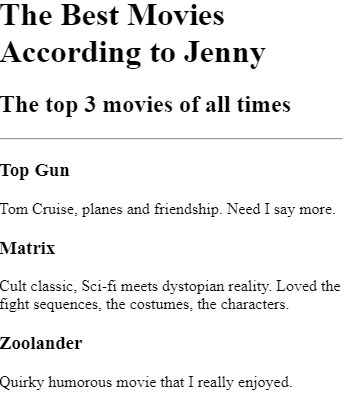 The Best Movies
According to Jenny
The top 3 movies of all times
Top Gun
Tom Cruise, planes and friendship. Need I say more.
Matrix
Cult classic, Sci-fi meets dystopian reality. Loved the
fight sequences, the costumes, the characters.
Zoolander
Quirky humorous movie that I really enjoyed.